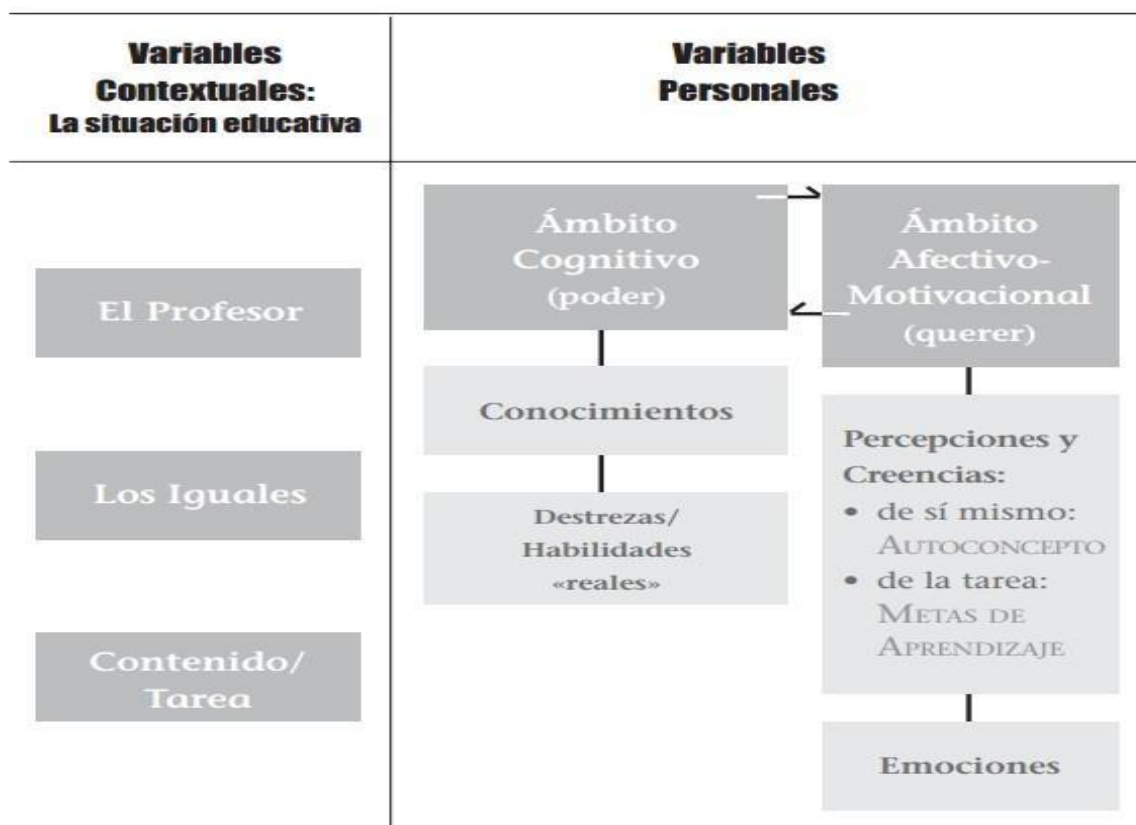 Variables
Contextuales:
La situación educativa
Variables
Personales
El Profesor
Los Iguales
Contenido/
Tarea
Ámbito
Cognitivo
(poder)
Conocimientos
Destrezas/
Habilidades
«reales»
Ámbito
Afectivo-
Motivacional
(querer)
Percepciones y
Creencias:
• de sí mismo:
AUTOCONCEPTO
• de la tarea:
METAS DE
APRENDIZAJE
Emociones